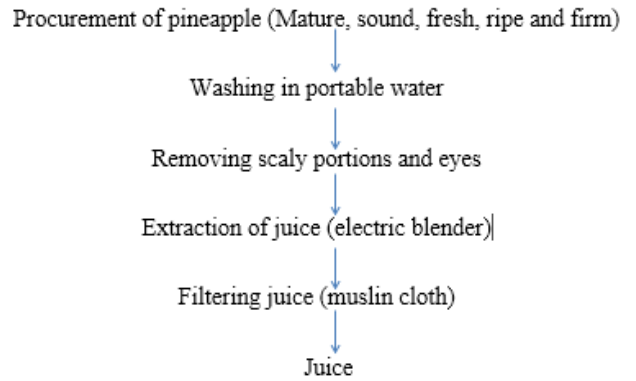 Procurement of pineapple (Mature, sound, fresh, ripe and firm)
Washing in portable water
Removing scaly portions and eyes
Extraction of juice (electric blender)
Filtering juice (muslin cloth)
Juice